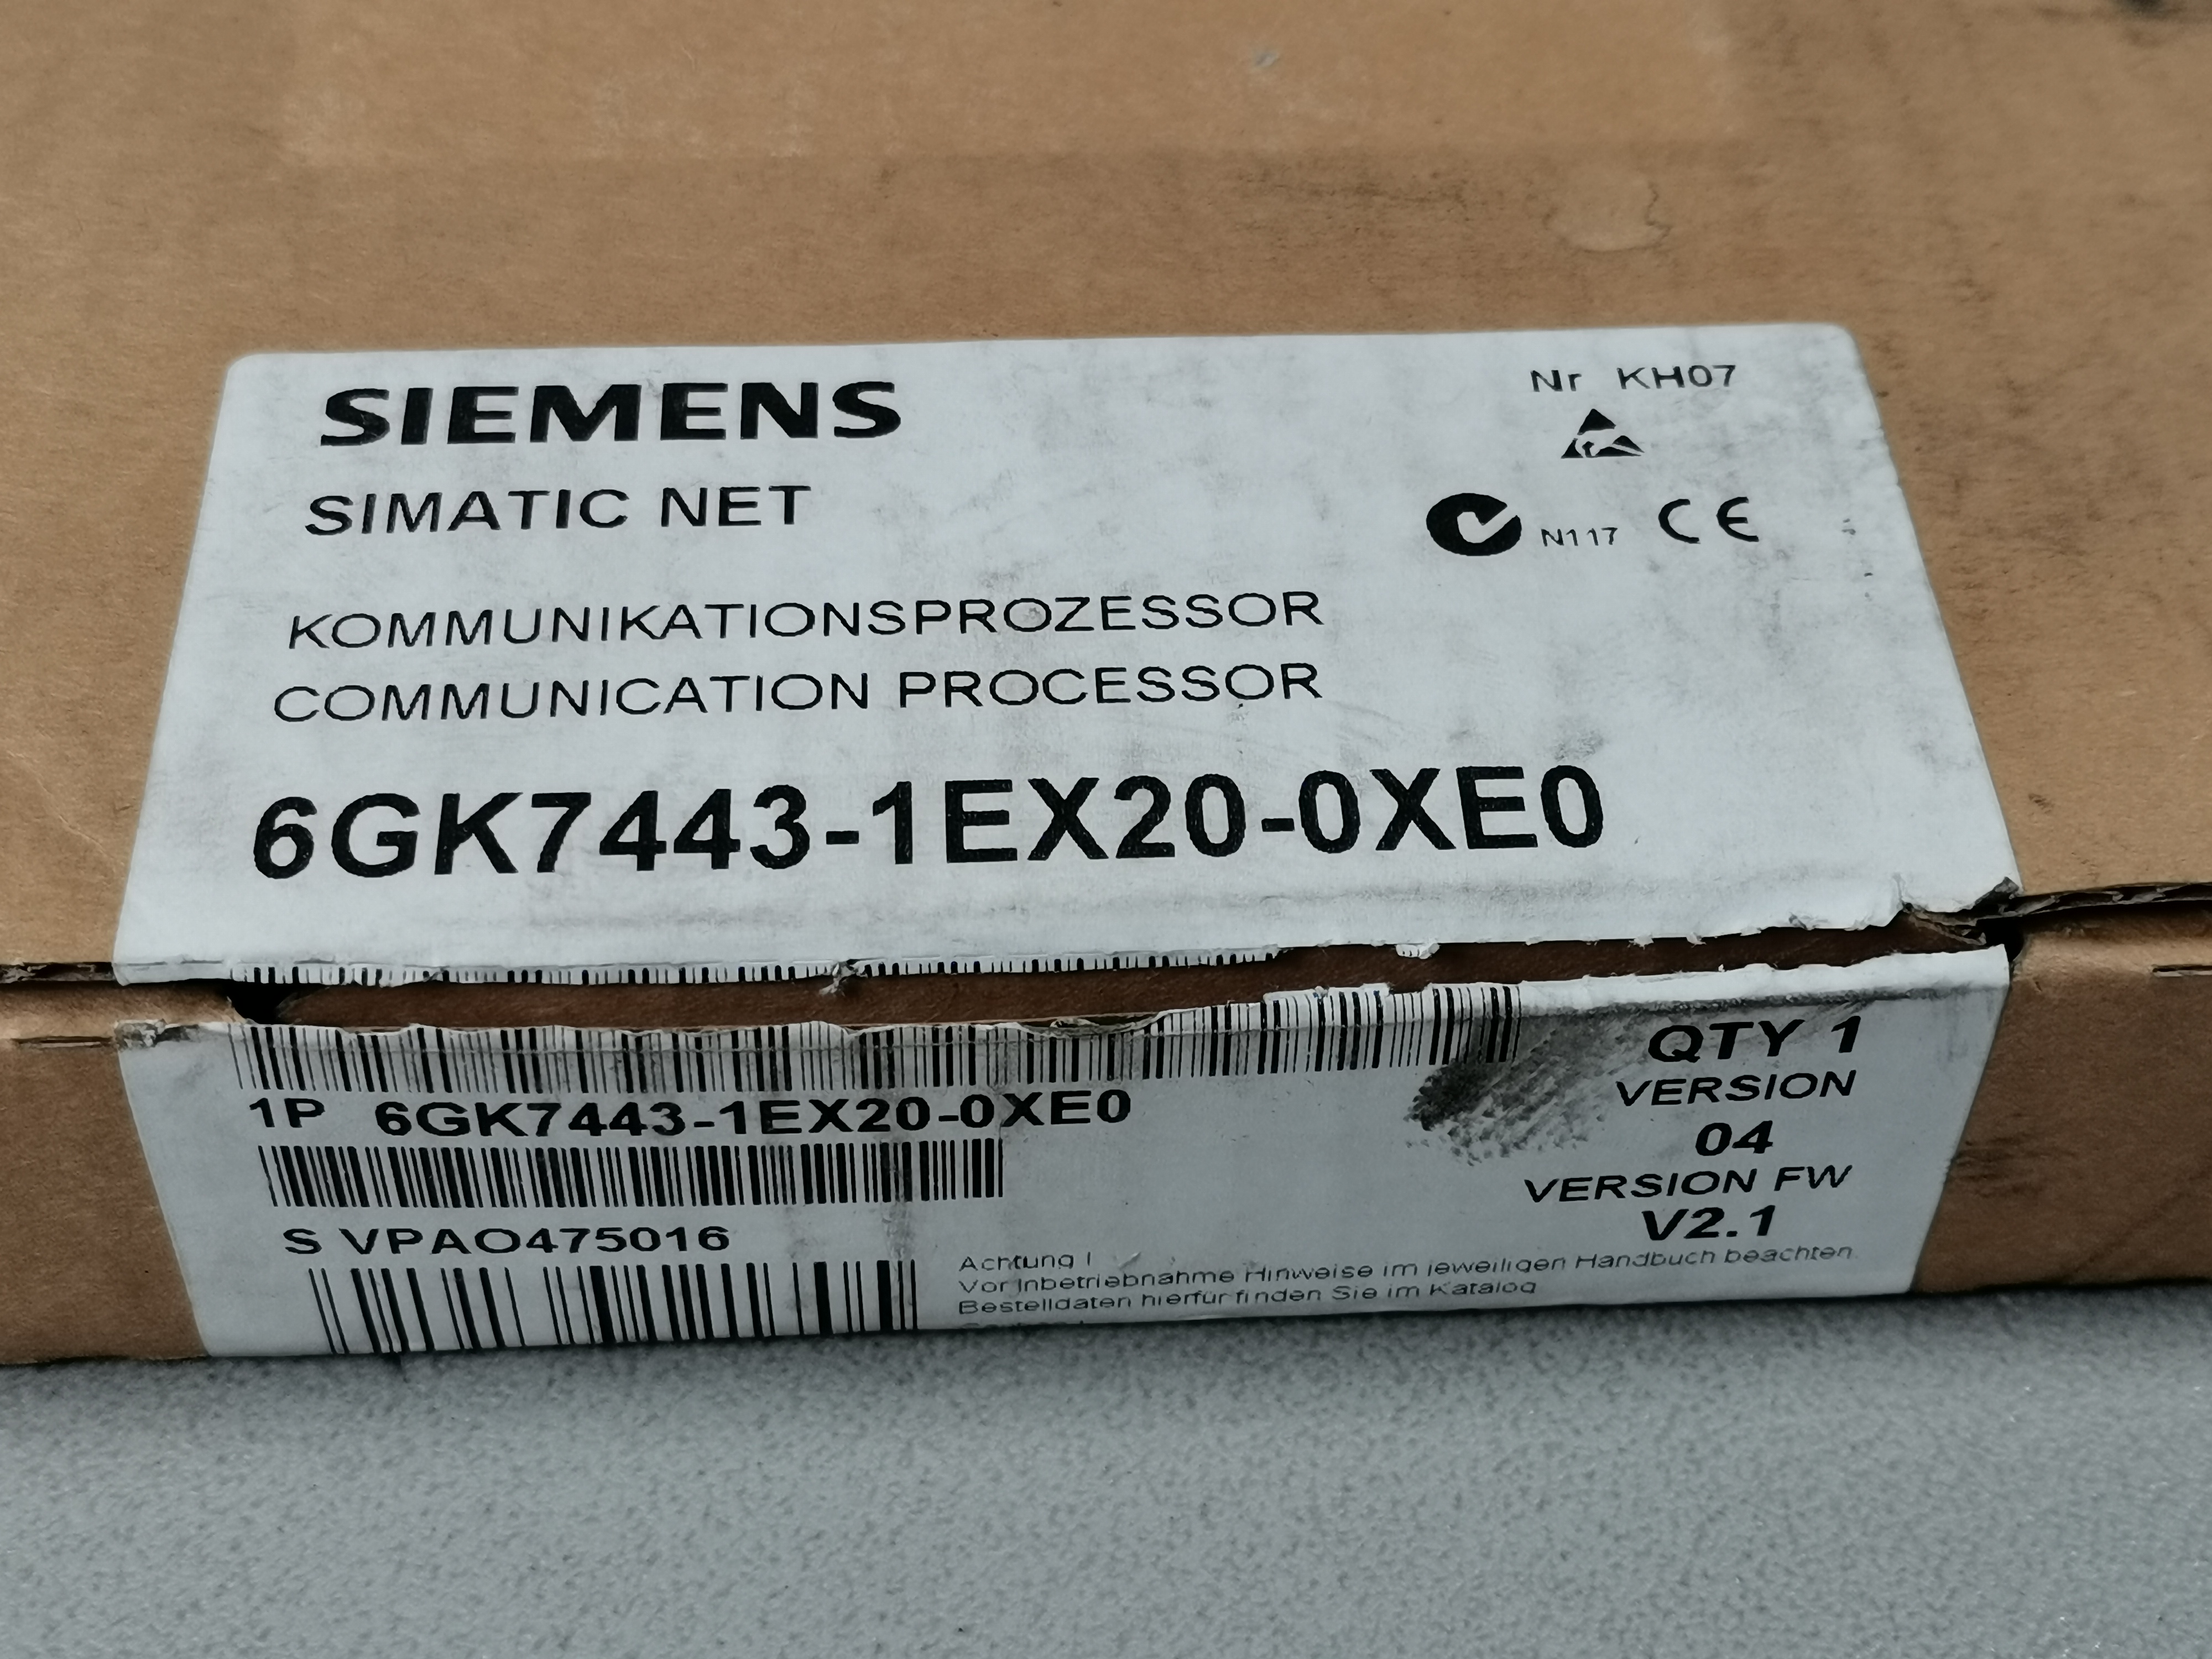 SIEMENS
Nr KH07
SIMATIC NET
N117 CE
KOMMUNIKATIONSPROZESSOR
COMMUNICATION PROCESSOR
6GK7443-1EX20-0XE0
QTY 1
VERSION
1P 6GK7443-1EX20-0XE0
04
VERSION FW
V2.1
S VPAO475016
Achtung !
Vor Inbetriebnahme Hinweise im jeweiligen Handbuch beachten
Bestelldaten hierfür finden Sie im Katalog